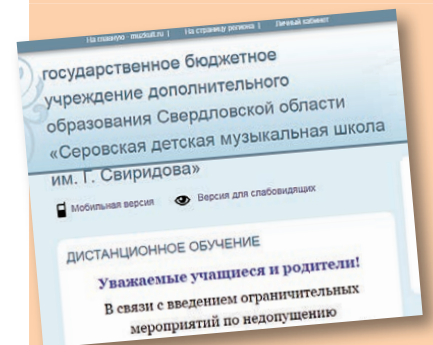 На главную - muzkult.ru | На страницу региона | Личный кабинет
государственное бюджетное
учреждение дополнительного
образования Свердловской области
«Серовская детская музыкальная школа
им. Г. Свиридова»
Мобильная версия Версия для слабовидящих
ДИСТАНЦИОННОЕ ОБУЧЕНИЕ
Уважаемые учащиеся и родители!
В связи с введением ограничительных
мероприятий по недопущению